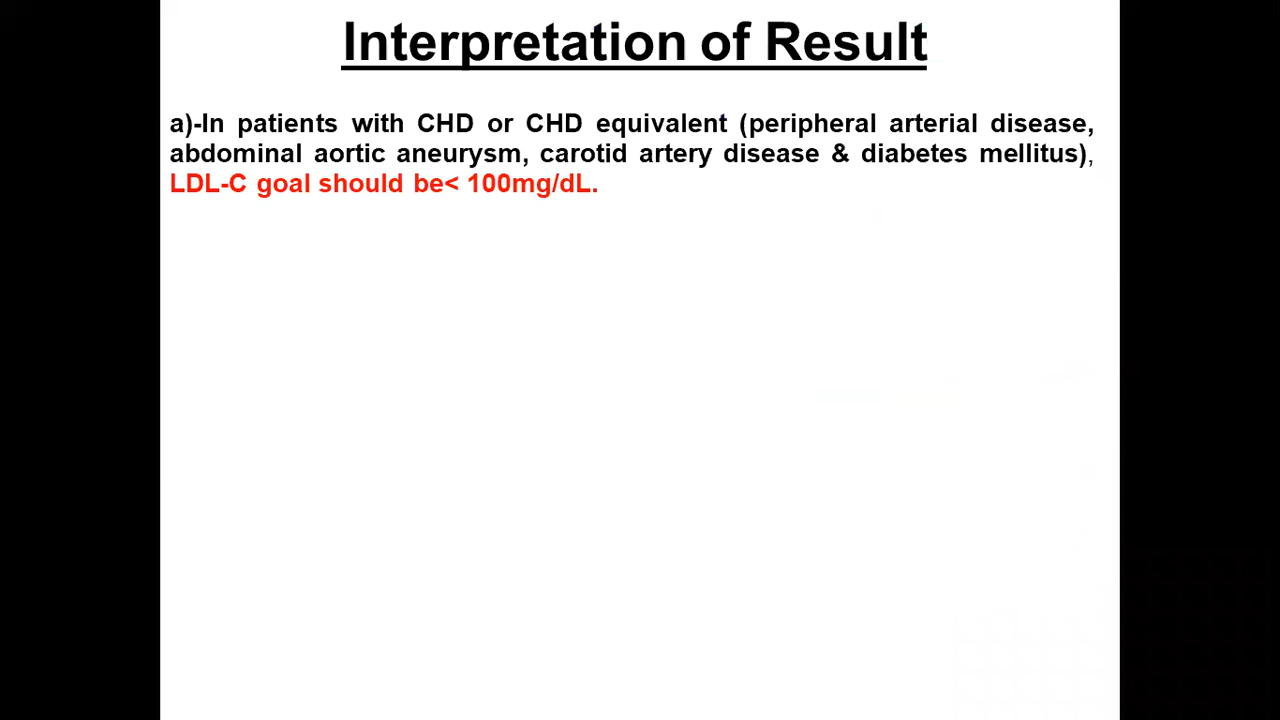 Interpretation of Result
a)-In patients with CHD or CHD equivalent (peripheral arterial disease,
abdominal aortic aneurysm, carotid artery disease & diabetes mellitus),
LDL-C goal should be< 100mg/dL.